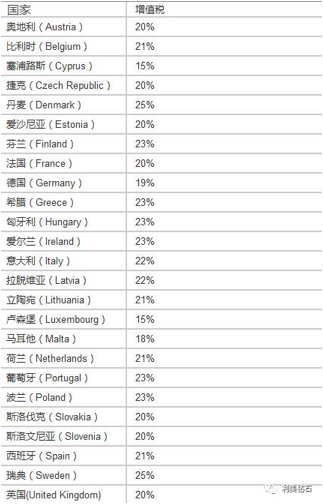 国家 增值税
奥地利（Austria） 20%
比利时（Belgium） 21%
塞浦路斯（Cyprus） 15%
捷克（Czech Republic） 20%
丹麦（Denmark） 25%
爱沙尼亚（Estonia） 20%
芬兰（Finland） 23%
法国（France） 20%
德国（Germany） 19%
希腊（Greece） 23%
匈牙利（Hungary） 23%
爱尔兰（Ireland） 23%
意大利（Italy） 22%
拉脱维亚（Latvia） 22%
立陶宛（Lithuania） 21%
卢森堡（Luxembourg） 15%
马耳他（Malta） 18%
荷兰（Netherlands） 21%
葡萄牙（Portugal） 23%
波兰（Poland） 23%
斯洛伐克（Slovakia） 20%
斯洛文尼亚（Slovenia） 20%
西班牙（Spain） 21%
瑞典（Sweden） 25%
英国(United Kingdom) 20%